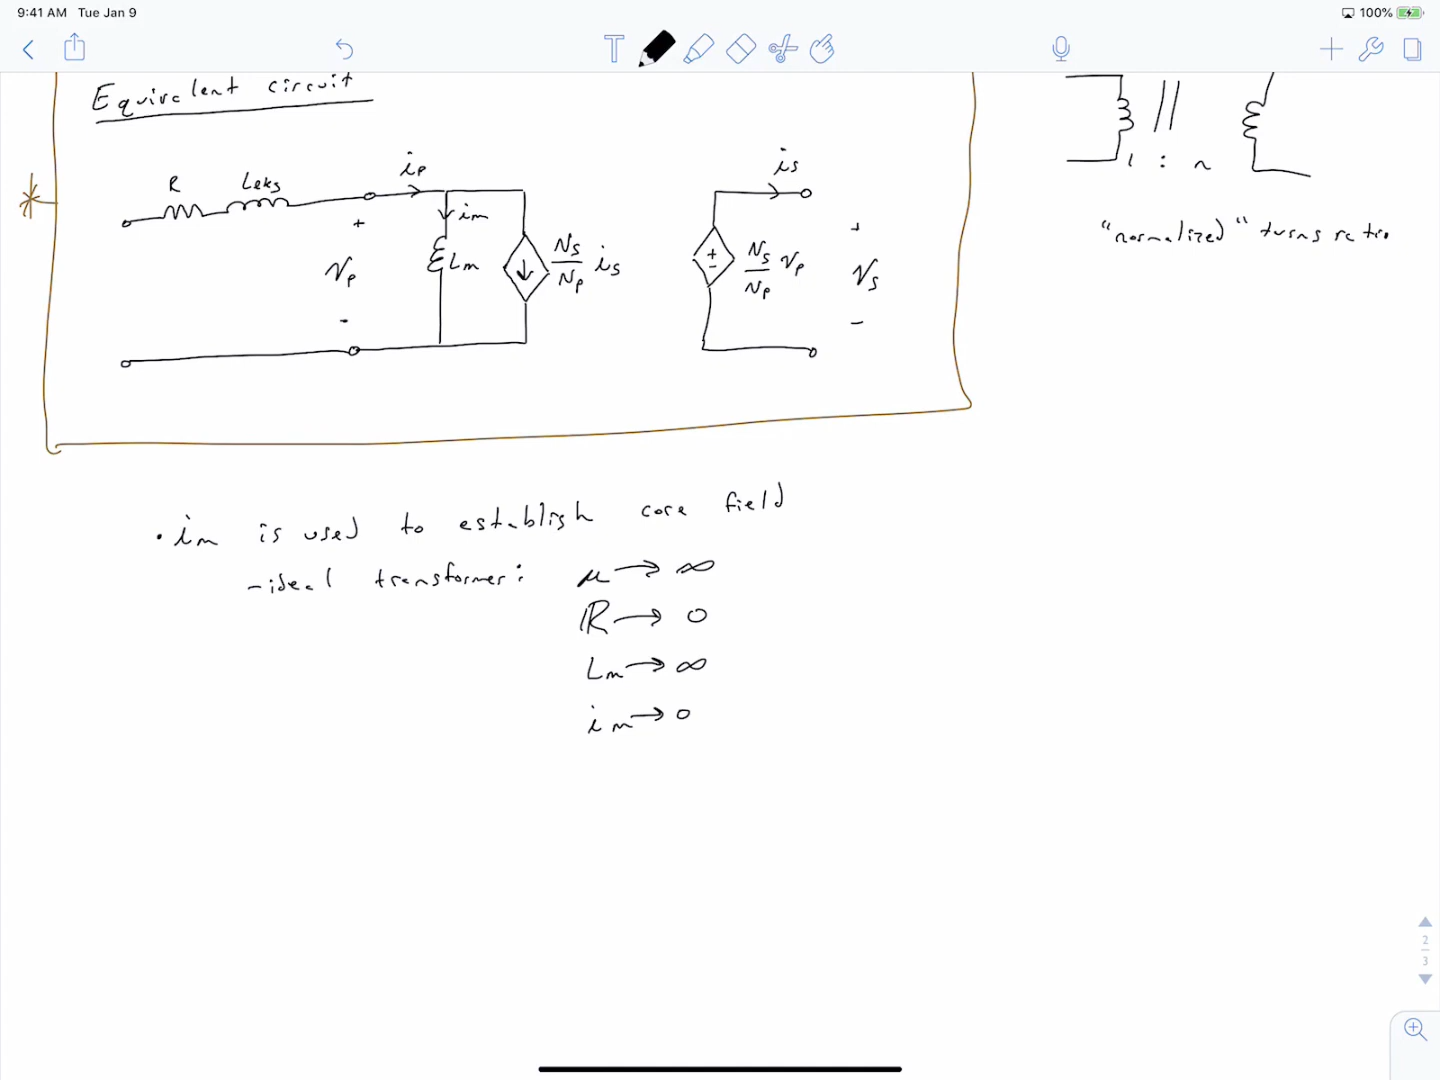 9:41 AM Tue Jan 9
100%
Equivalent circuit
R
Leks
ip
im
Lm
Ns/Np is
+
Vp
-
is
+
-
Ns/Np Vp
+
Vs
-
1 : n
"normalized" turns ratio
• im is used to establish core field
- ideal transformer: μ → ∞
ℝ → 0
Lm → ∞
im → 0
2
3